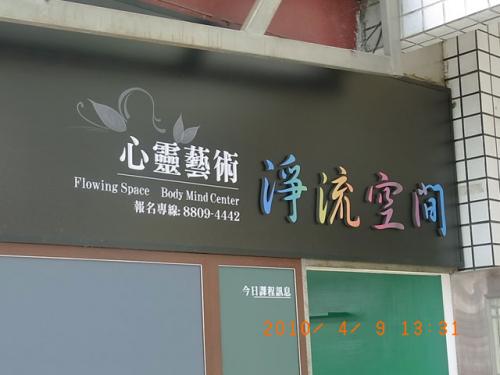 心靈藝術
Flowing Space Body Mind Center
報名專線: 8809-4442
淨流空間
今日課程訊息
2010/ 4/ 9 13:31